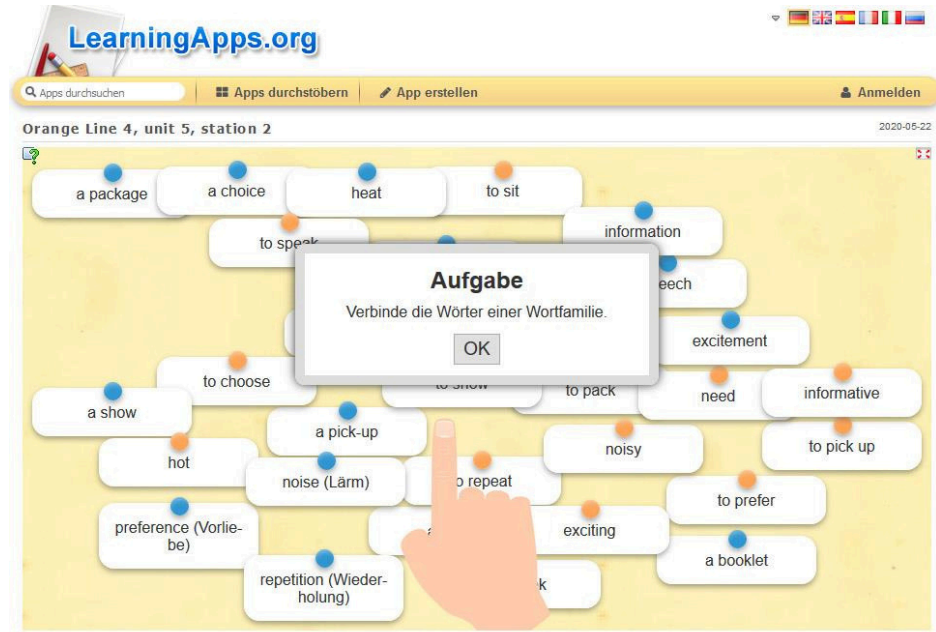 LearningApps.org
Apps durchsuchen
Apps durchstöbern
App erstellen
Anmelden
Orange Line 4, unit 5, station 2
2020-05-22
a package
a choice
heat
to sit
to speak
information
Aufgabe
Verbinde die Wörter einer Wortfamilie.
OK
excitement
to choose
to show
to pack
need
informative
a show
a pick-up
noisy
to pick up
hot
noise (Lärm)
to repeat
to prefer
preference (Vorlie-
be)
exciting
a booklet
repetition (Wieder-
holung)